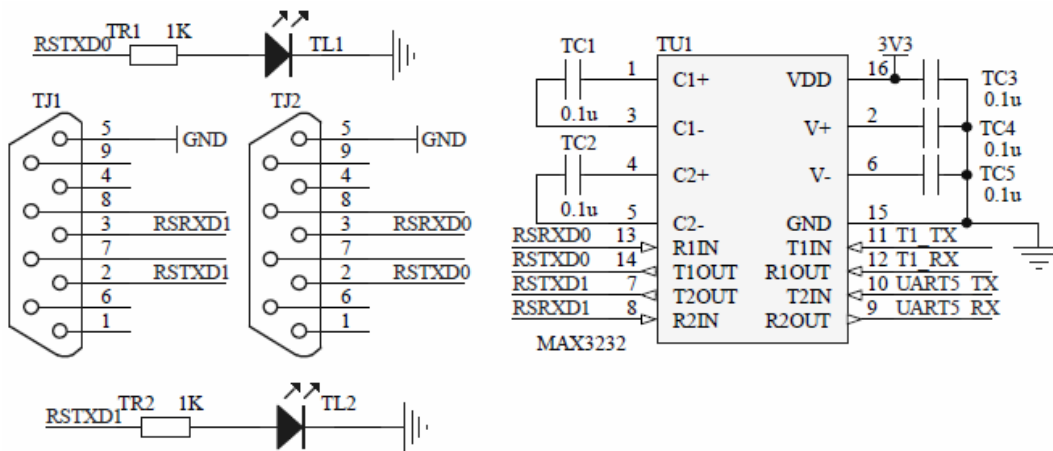 TR1 1K
RSTXD0
TL1
TJ1
5 GND
9
4
8
3 RSRXD1
7
2 RSTXD1
6
1
TJ2
5 GND
9
4
8
3 RSRXD0
7
2 RSTXD0
6
1
TR2 1K
RSTXD1
TL2
TC1
0.1u
TC2
0.1u
TU1
1 C1+
3 C1-
4 C2+
5 C2-
RSRXD0 13 R1IN
RSTXD0 14 T1OUT
RSTXD1 7 T2OUT
RSRXD1 8 R2IN
MAX3232
3V3
VDD 16
V+ 2
V- 6
GND 15
T1IN 11 T1_TX
R1OUT 12 T1_RX
T2IN 10 UART5_TX
R2OUT 9 UART5_RX
TC3
0.1u
TC4
0.1u
TC5
0.1u